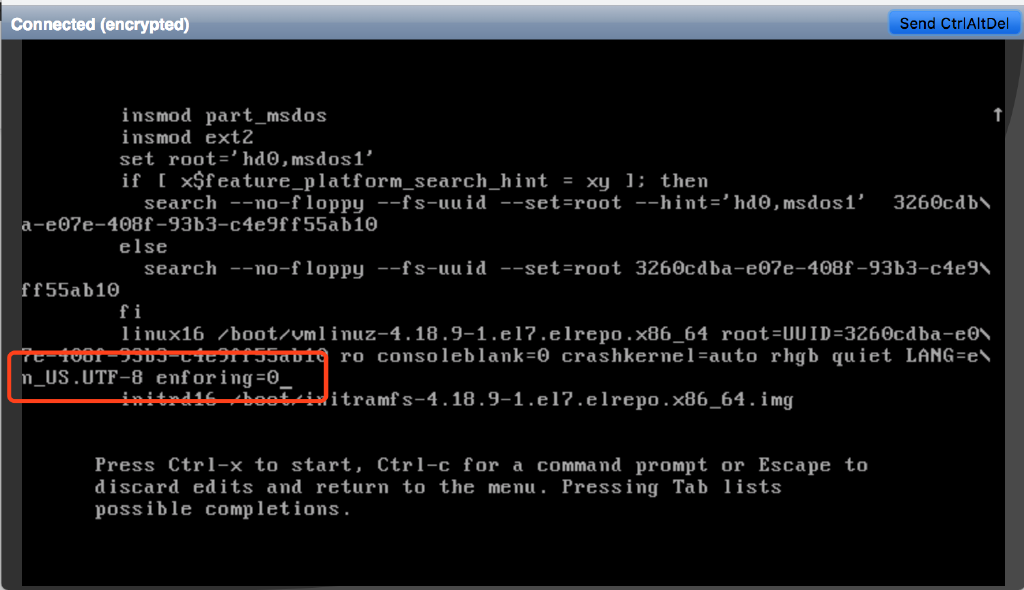 Connected (encrypted)
Send CtrlAltDel
insmod part_msdos
↑
insmod ext2
set root='hd0,msdos1'
if [ x$feature_platform_search_hint = xy ]; then
search --no-floppy --fs-uuid --set=root --hint='hd0,msdos1'  3260cdb\
a-e07e-408f-93b3-c4e9ff55ab10
else
search --no-floppy --fs-uuid --set=root 3260cdba-e07e-408f-93b3-c4e9\
ff55ab10
fi
linux16 /boot/vmlinuz-4.18.9-1.el7.elrepo.x86_64 root=UUID=3260cdba-e0\
7e-408f-93b3-c4e9ff55ab10 ro consoleblank=0 crashkernel=auto rhgb quiet LANG=e\
n_US.UTF-8 enforing=0_
initrd16 /boot/initramfs-4.18.9-1.el7.elrepo.x86_64.img
Press Ctrl-x to start, Ctrl-c for a command prompt or Escape to
discard edits and return to the menu. Pressing Tab lists
possible completions.